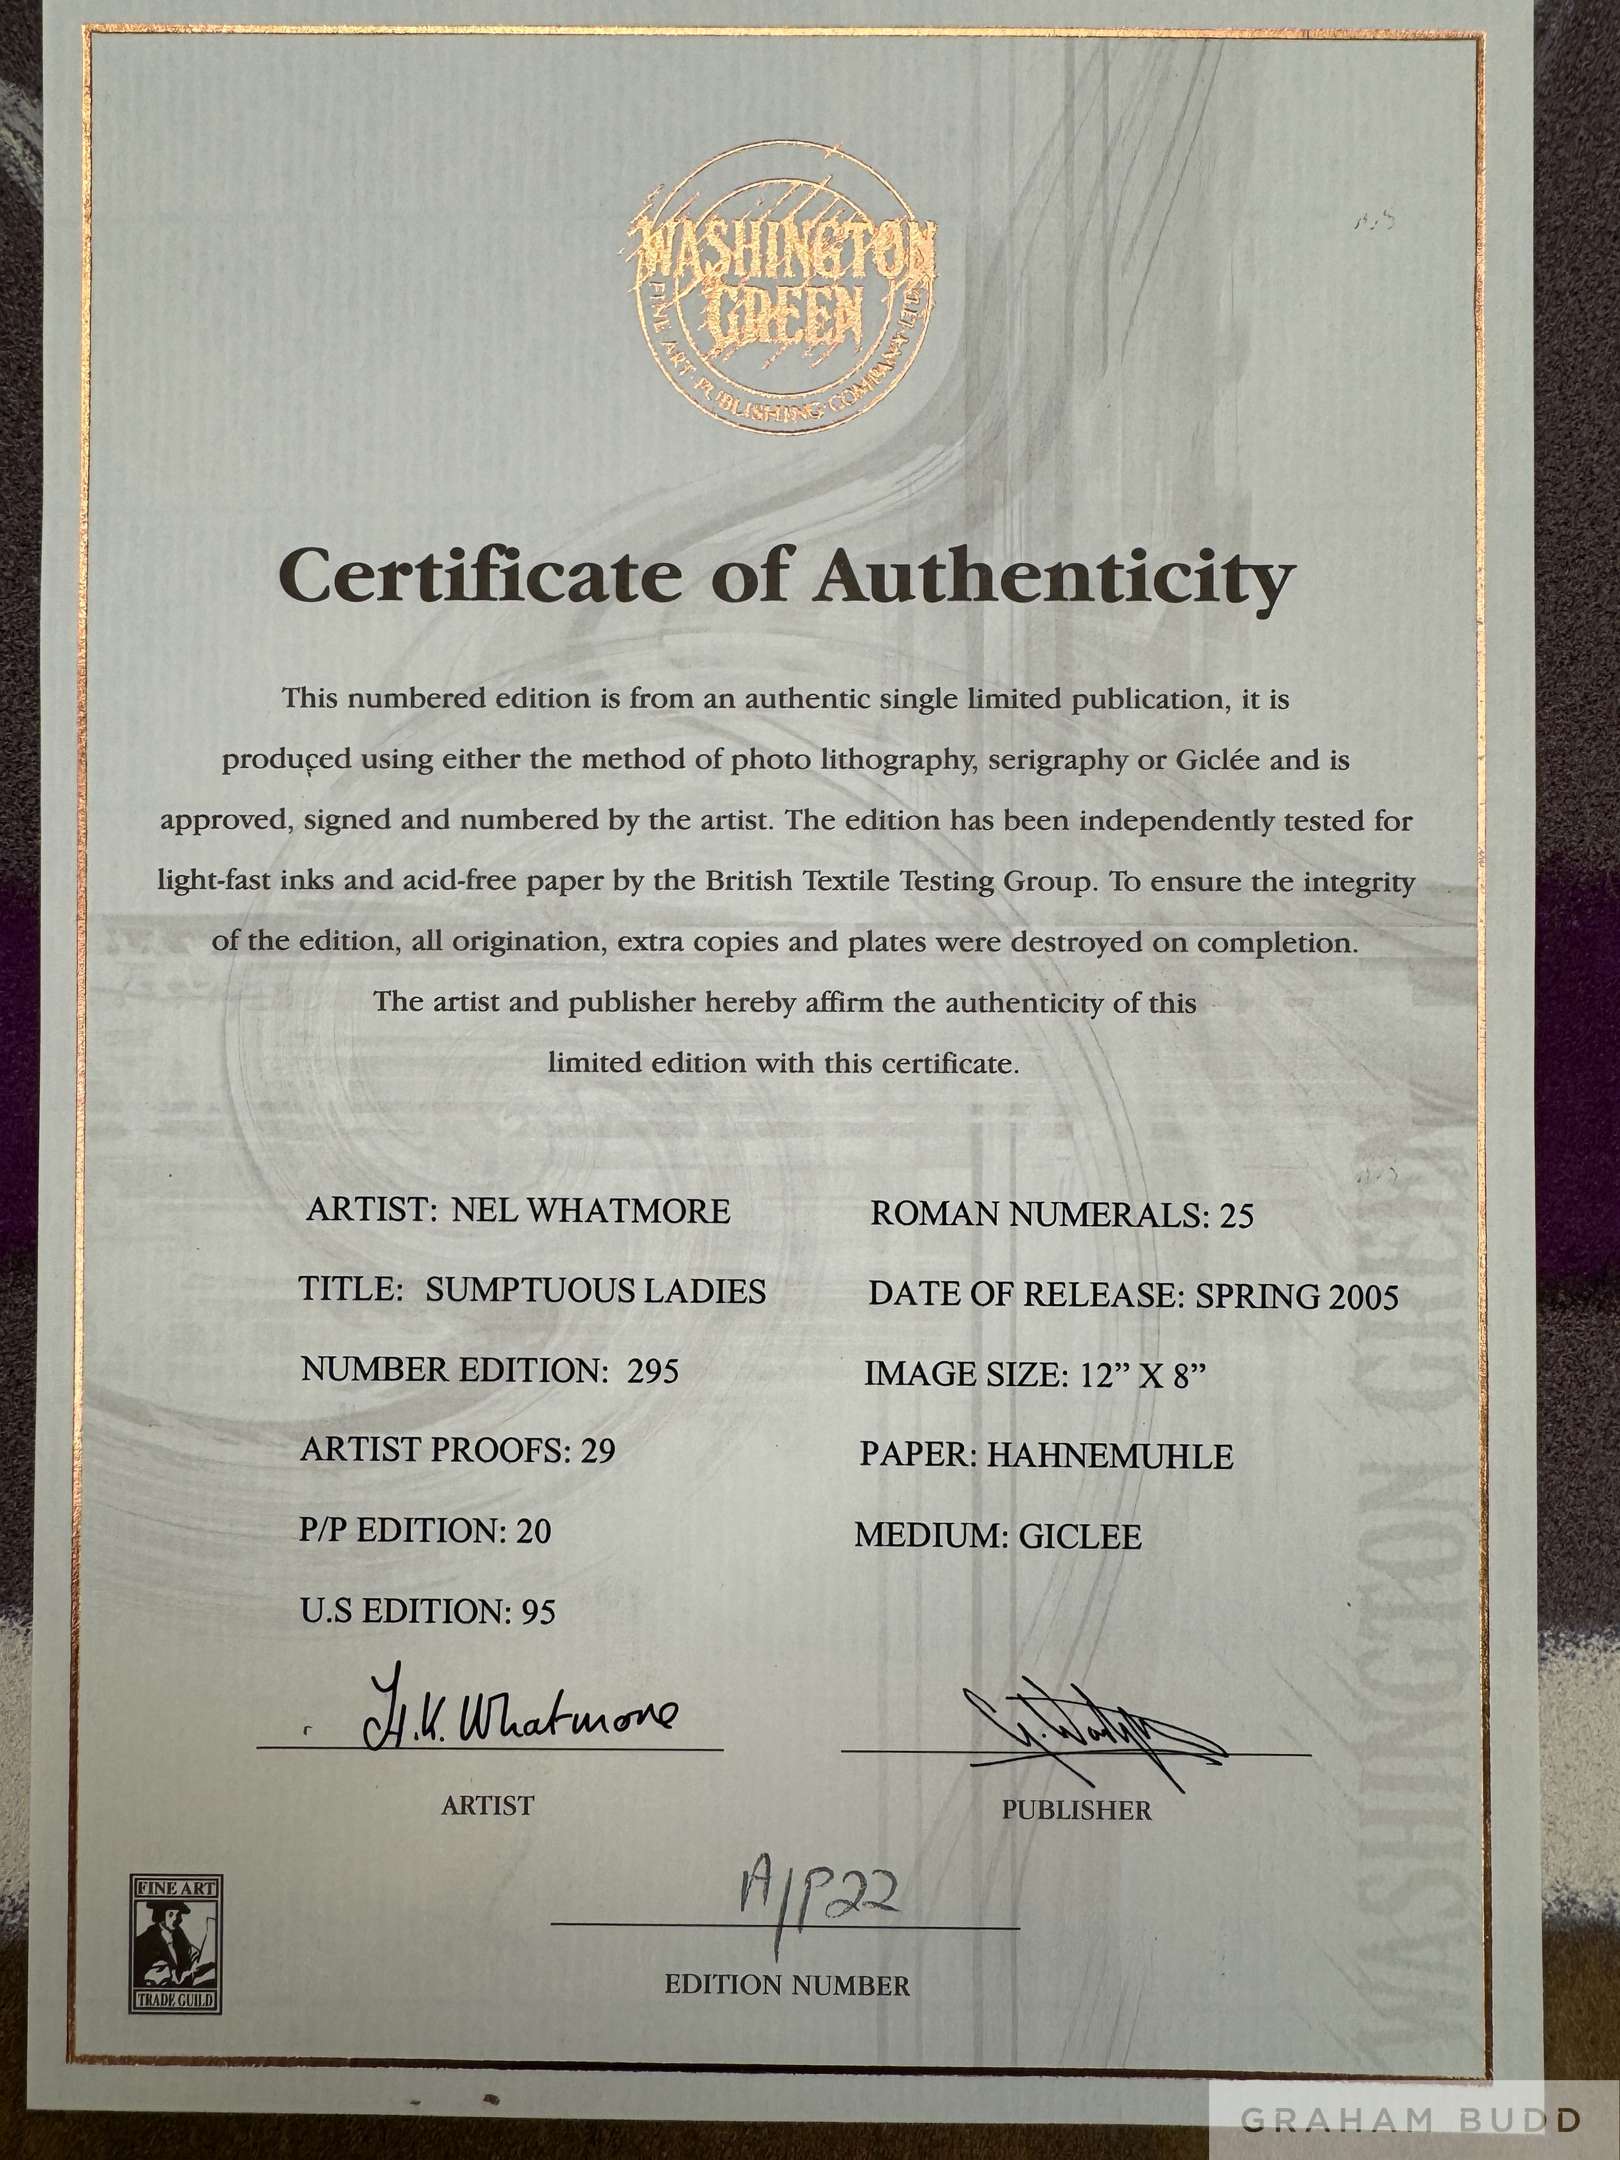 WASHINGTON
GREEN
FINE ART · PUBLISHING · COMPANY LTD
Certificate of Authenticity
This numbered edition is from an authentic single limited publication, it is
produced using either the method of photo lithography, serigraphy or Giclée and is
approved, signed and numbered by the artist. The edition has been independently tested for
light-fast inks and acid-free paper by the British Textile Testing Group. To ensure the integrity
of the edition, all origination, extra copies and plates were destroyed on completion.
The artist and publisher hereby affirm the authenticity of this
limited edition with this certificate.
ARTIST: NEL WHATMORE
TITLE: SUMPTUOUS LADIES
NUMBER EDITION: 295
ARTIST PROOFS: 29
P/P EDITION: 20
U.S EDITION: 95
ROMAN NUMERALS: 25
DATE OF RELEASE: SPRING 2005
IMAGE SIZE: 12” X 8”
PAPER: HAHNEMUHLE
MEDIUM: GICLEE
H.K. Whatmore
ARTIST
PUBLISHER
A/P22
EDITION NUMBER
FINE ART
TRADE GUILD
WASHINGTON GREEN
GRAHAM BUDD